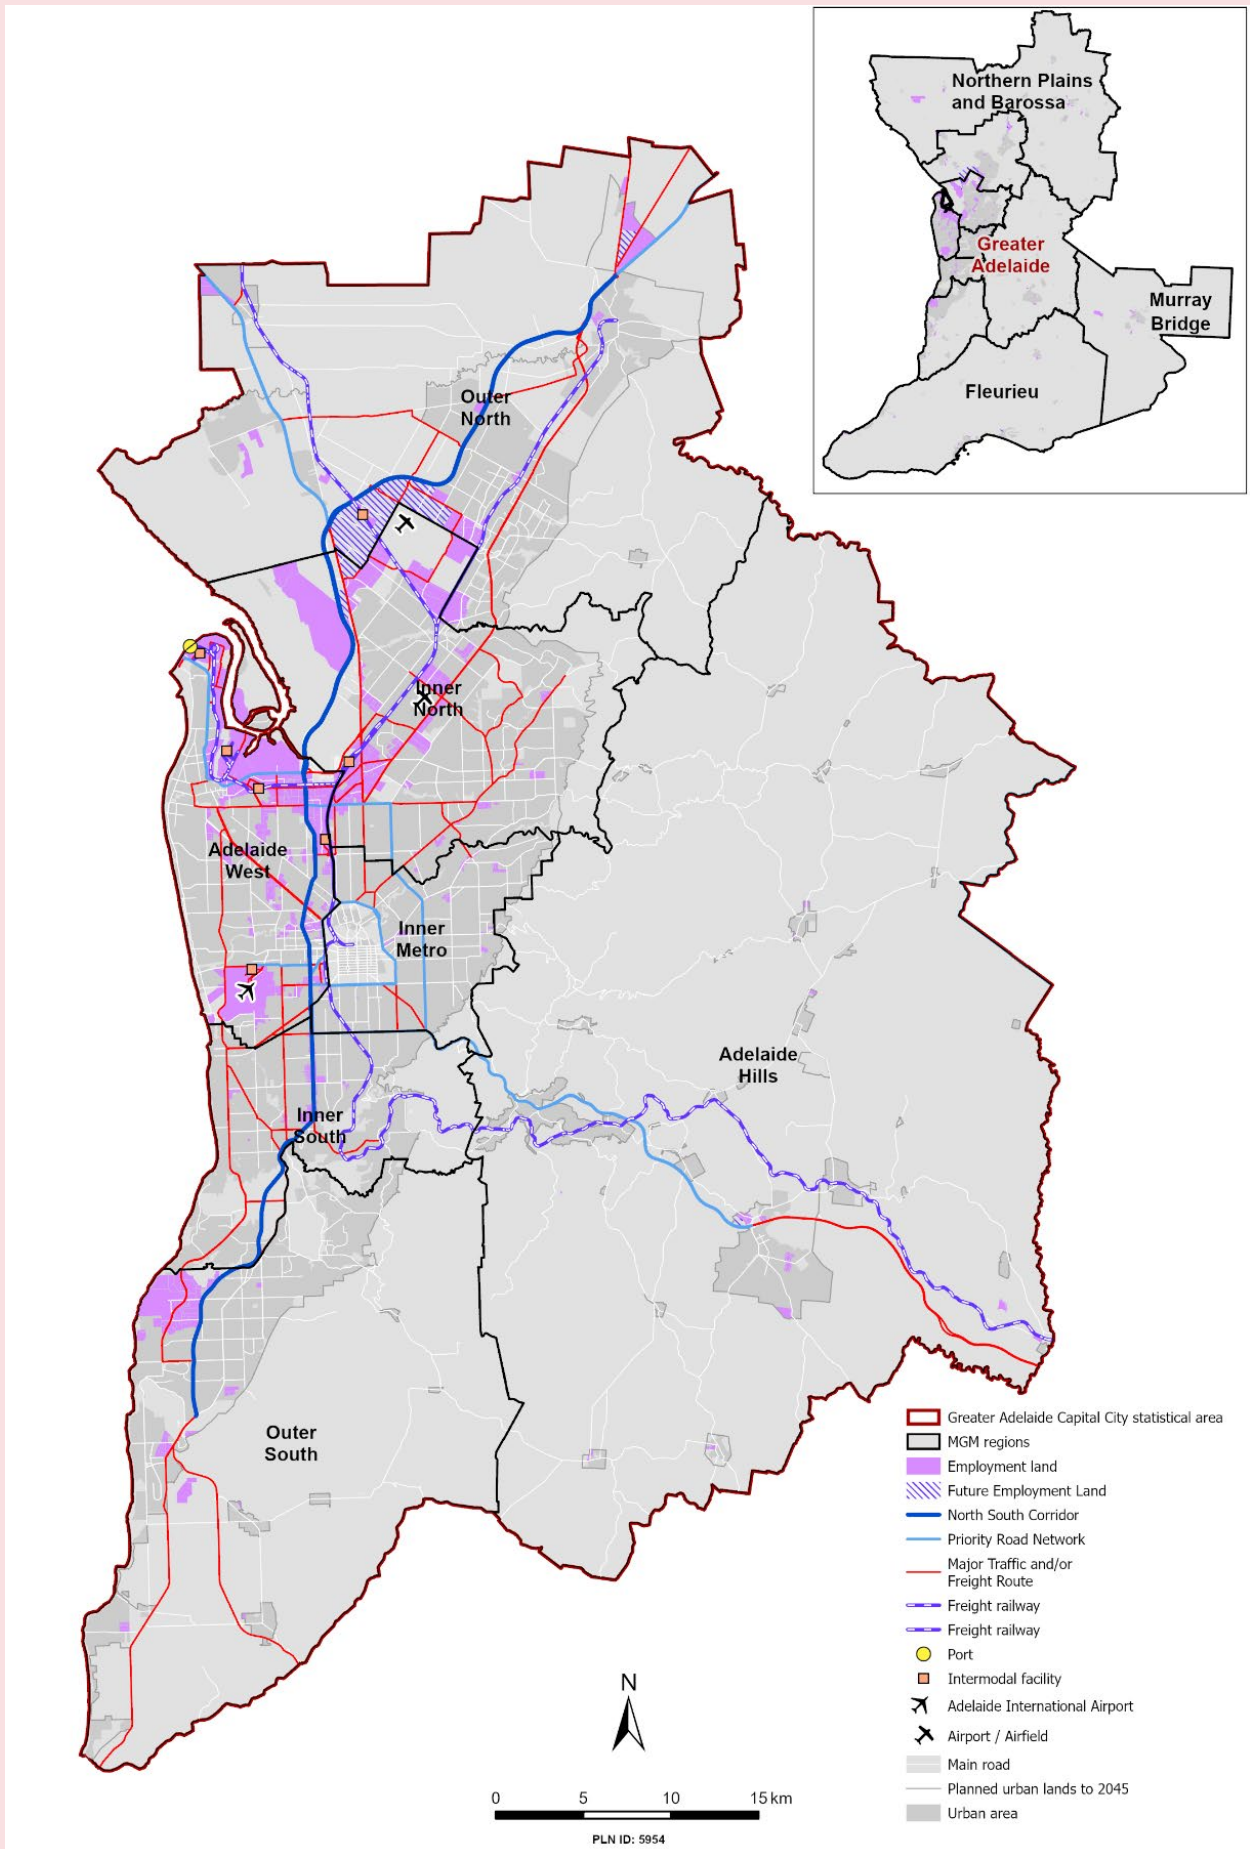 Northern Plains
and Barossa
Greater
Adelaide
Murray
Bridge
Fleurieu
Outer
North
Inner
North
Adelaide
West
Inner
Metro
Adelaide
Hills
Inner
South
Outer
South
Greater Adelaide Capital City statistical area
MGM regions
Employment land
Future Employment Land
North South Corridor
Priority Road Network
Major Traffic and/or
Freight Route
Freight railway
Freight railway
Port
Intermodal facility
Adelaide International Airport
Airport / Airfield
Main road
Planned urban lands to 2045
Urban area
N
0 5 10 15 km
PLN ID: 5954